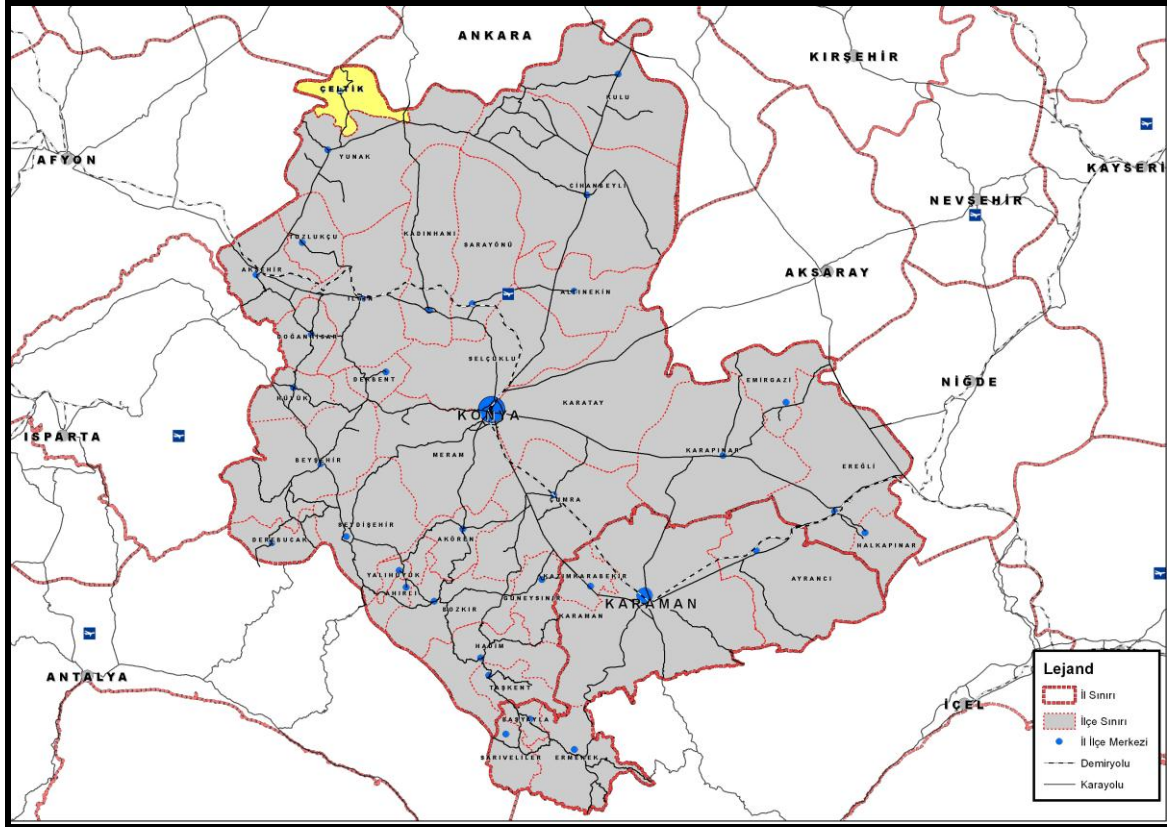 ANKARA
KIRŞEHİR
ÇELTİK
KULU
AFYON
YUNAK
KAYSERİ
CİHANBEYLİ
NEVŞEHİR
TUZLUKÇU
KADINHANI
SARAYÖNÜ
AKŞEHİR
AKSARAY
ILGIN
ALTINEKİN
DOĞANHİSAR
SELÇUKLU
DERBENT
EMİRGAZİ
NİĞDE
HÜYÜK
KARATAY
KONYA
ISPARTA
MERAM
KARAPINAR
BEYŞEHİR
EREĞLİ
ÇUMRA
SEYDİŞEHİR
DEREBUCAK
AKÖREN
HALKAPINAR
YALIHÜYÜK
KAZIMKARABEKİR
AHIRLI
AYRANCI
GÜNEYSINIR
BOZKIR
KARAMAN
KARAMAN
HADİM
ANTALYA
TAŞKENT
İÇEL
BAŞYAYLA
SARIVELİLER
ERMENEK
Lejand
İl Sınırı
İlçe Sınırı
İl İlçe Merkezi
Demiryolu
Karayolu